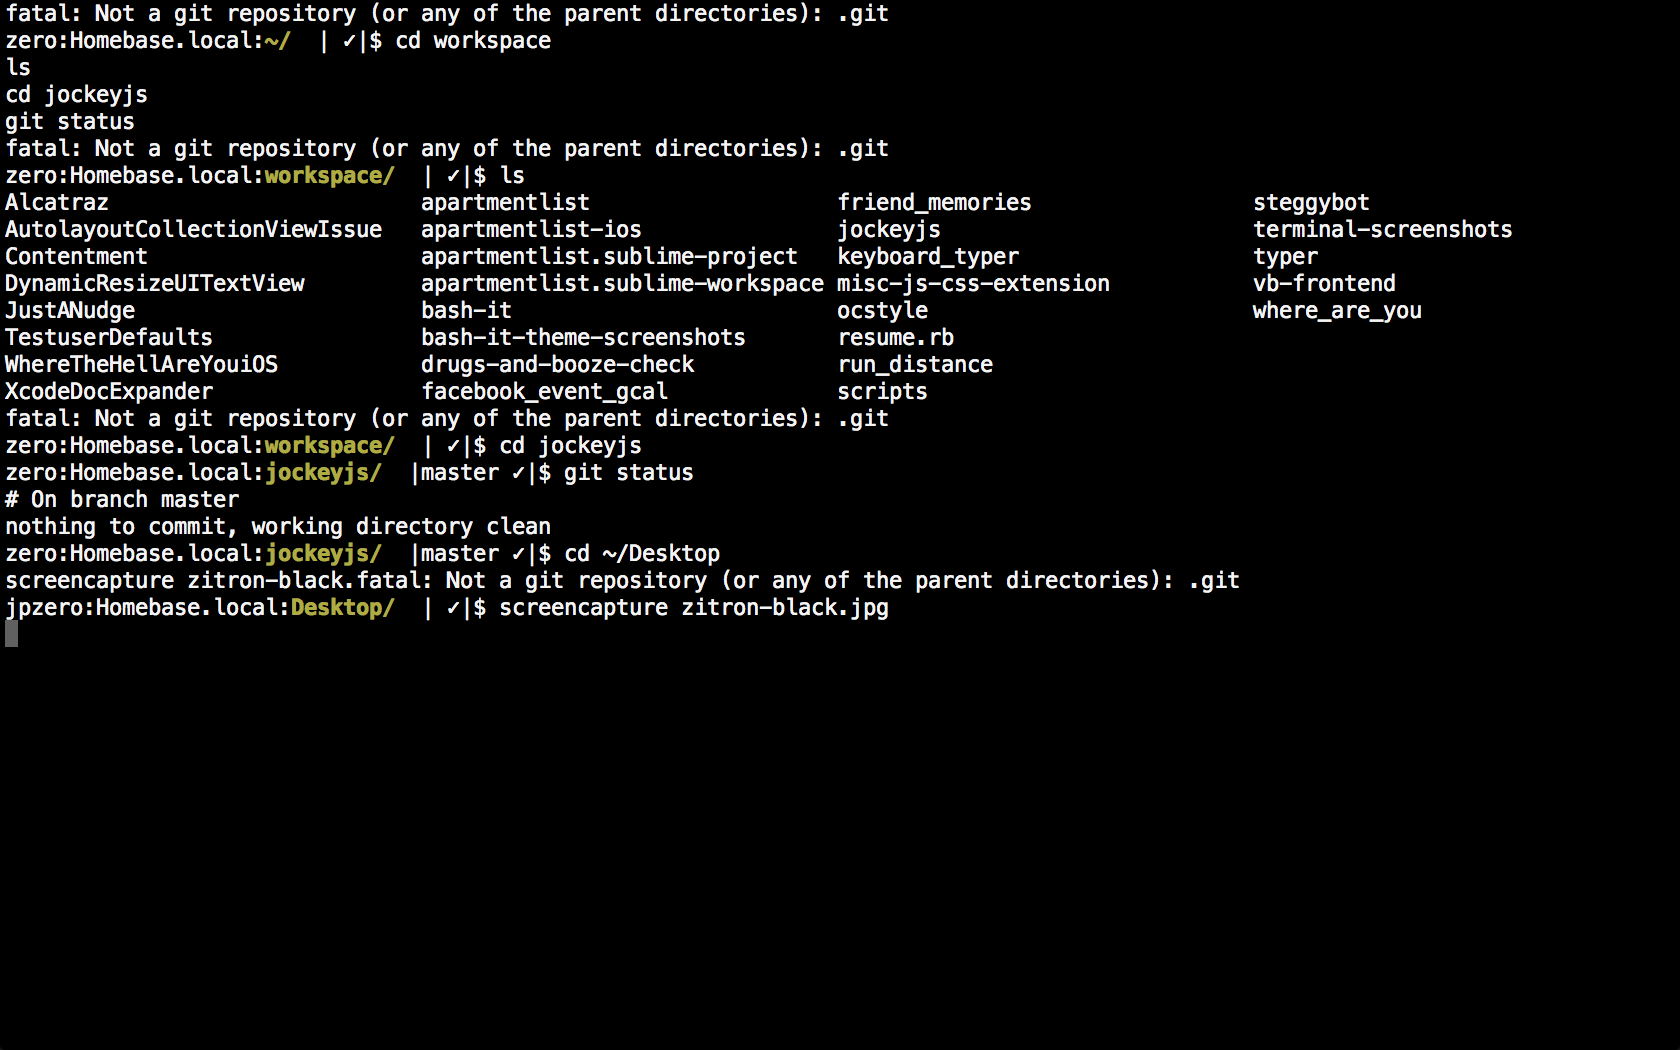 fatal: Not a git repository (or any of the parent directories): .git
zero:Homebase.local:~/  | ✓|$ cd workspace
ls
cd jockeyjs
git status
fatal: Not a git repository (or any of the parent directories): .git
zero:Homebase.local:workspace/  | ✓|$ ls
Alcatraz                        apartmentlist                   friend_memories                 steggybot
AutolayoutCollectionViewIssue   apartmentlist-ios               jockeyjs                        terminal-screenshots
Contentment                     apartmentlist.sublime-project   keyboard_typer                  typer
DynamicResizeUITextView         apartmentlist.sublime-workspace misc-js-css-extension           vb-frontend
JustANudge                      bash-it                         ocstyle                         where_are_you
TestuserDefaults                bash-it-theme-screenshots       resume.rb
WhereTheHellAreYouiOS           drugs-and-booze-check           run_distance
XcodeDocExpander                facebook_event_gcal             scripts
fatal: Not a git repository (or any of the parent directories): .git
zero:Homebase.local:workspace/  | ✓|$ cd jockeyjs
zero:Homebase.local:jockeyjs/  |master ✓|$ git status
# On branch master
nothing to commit, working directory clean
zero:Homebase.local:jockeyjs/  |master ✓|$ cd ~/Desktop
screencapture zitron-black.fatal: Not a git repository (or any of the parent directories): .git
jpzero:Homebase.local:Desktop/  | ✓|$ screencapture zitron-black.jpg